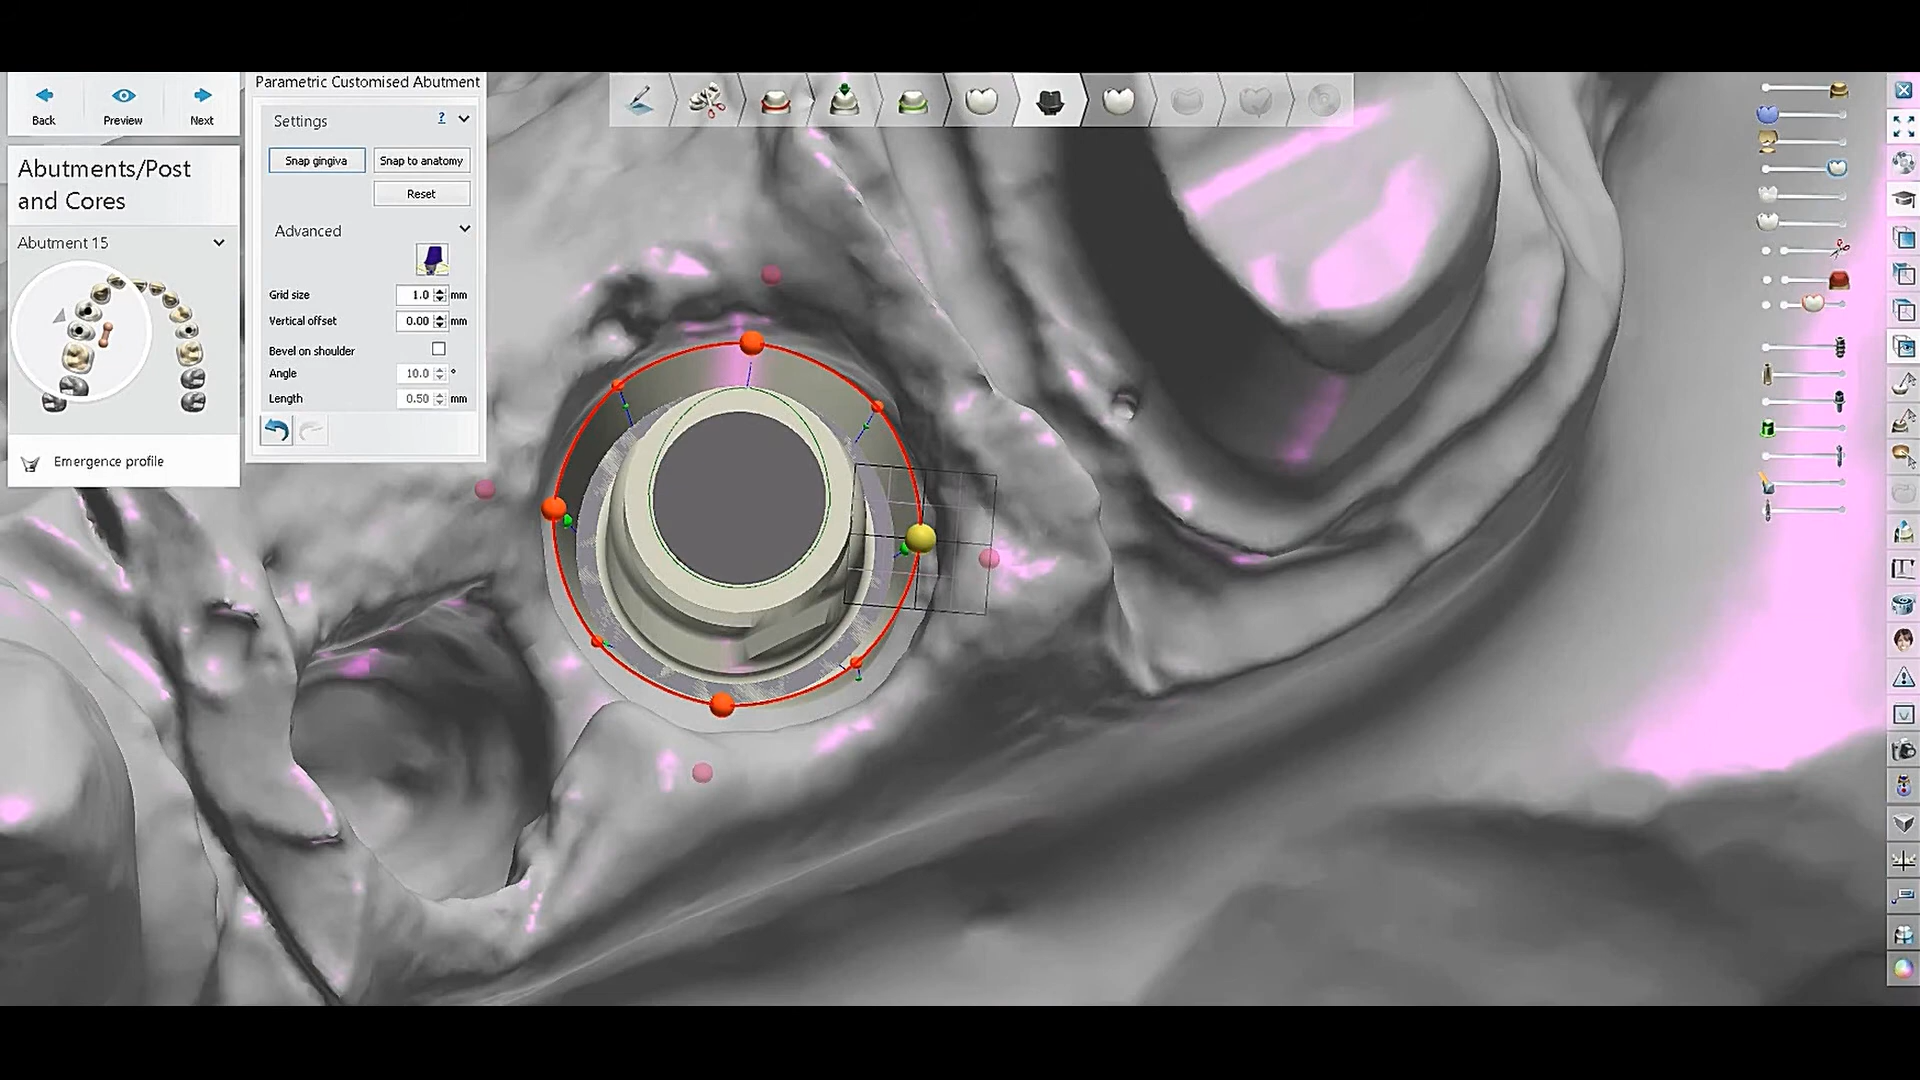 Back
Preview
Next
Abutments/Post
and Cores
Abutment 15
Emergence profile
Parametric Customised Abutment
Settings
?
Snap gingiva
Snap to anatomy
Reset
Advanced
Grid size 1.0 mm
Vertical offset 0.00 mm
Bevel on shoulder
Angle 10.0 °
Length 0.50 mm